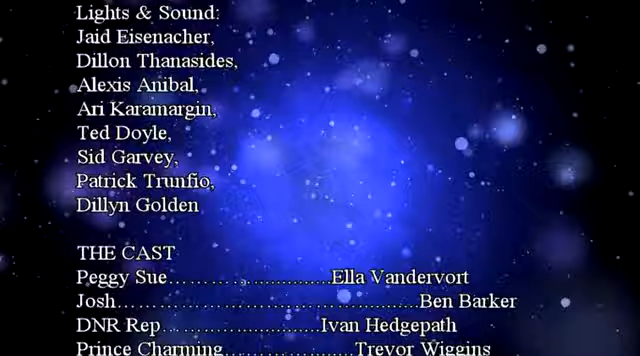 Lights & Sound:
Jaid Eisenacher,
Dillon Thanasides,
Alexis Anibal,
Ari Karamargin,
Ted Doyle,
Sid Garvey,
Patrick Trunfio,
Dillyn Golden
THE CAST
Peggy Sue…………...............Ella Vandervort
Josh……………………………….........Ben Barker
DNR Rep…………..............Ivan Hedgepath
Prince Charming……………......Trevor Wiggins